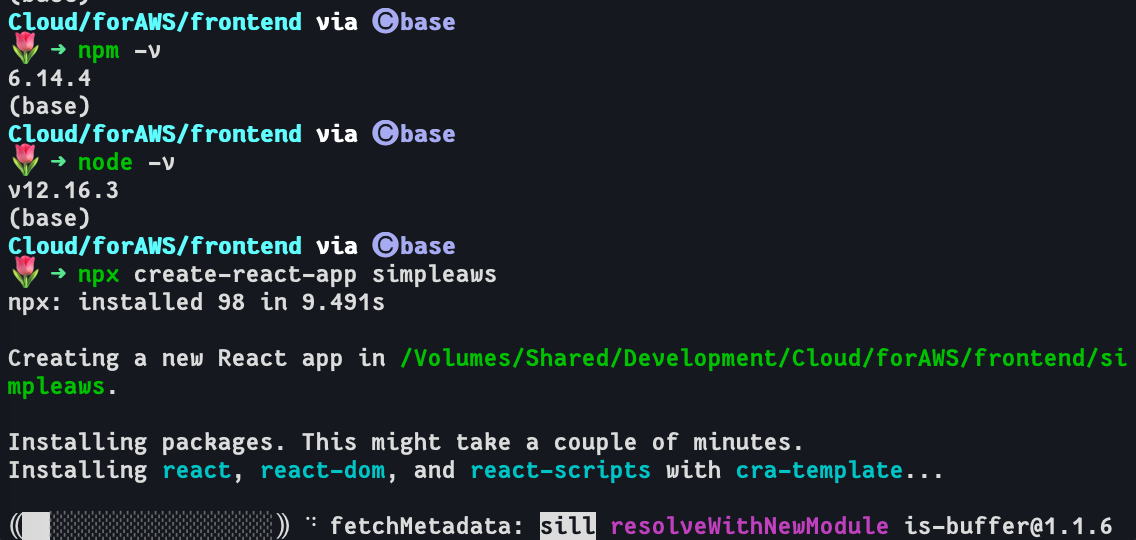 (base)
Cloud/forAWS/frontend via Ⓒbase
🌷 ➜ npm -v
6.14.4
(base)
Cloud/forAWS/frontend via Ⓒbase
🌷 ➜ node -v
v12.16.3
(base)
Cloud/forAWS/frontend via Ⓒbase
🌷 ➜ npx create-react-app simpleaws
npx: installed 98 in 9.491s
Creating a new React app in /Volumes/Shared/Development/Cloud/forAWS/frontend/si
mpleaws.
Installing packages. This might take a couple of minutes.
Installing react, react-dom, and react-scripts with cra-template...
⸨██░░░░░░░░░░░░░░░░⸩ ⠙ fetchMetadata: sill resolveWithNewModule is-buffer@1.1.6